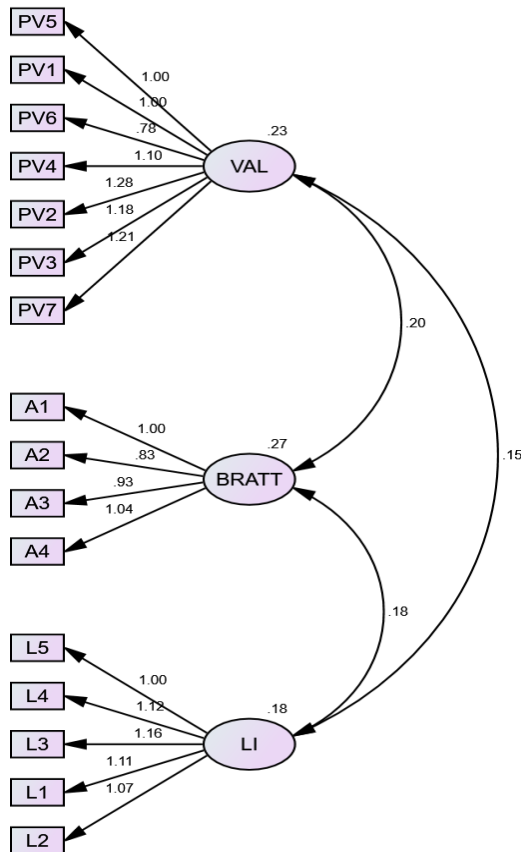 PV5
1.00
PV1
1.00
PV6
.78
.23
PV4
1.10
VAL
PV2
1.28
PV3
1.18
1.21
PV7
.20
A1
1.00
.27
A2
.83
BRATT
A3
.93
A4
1.04
.15
.18
L5
1.00
L4
1.12
.18
L3
1.16
LI
L1
1.11
L2
1.07